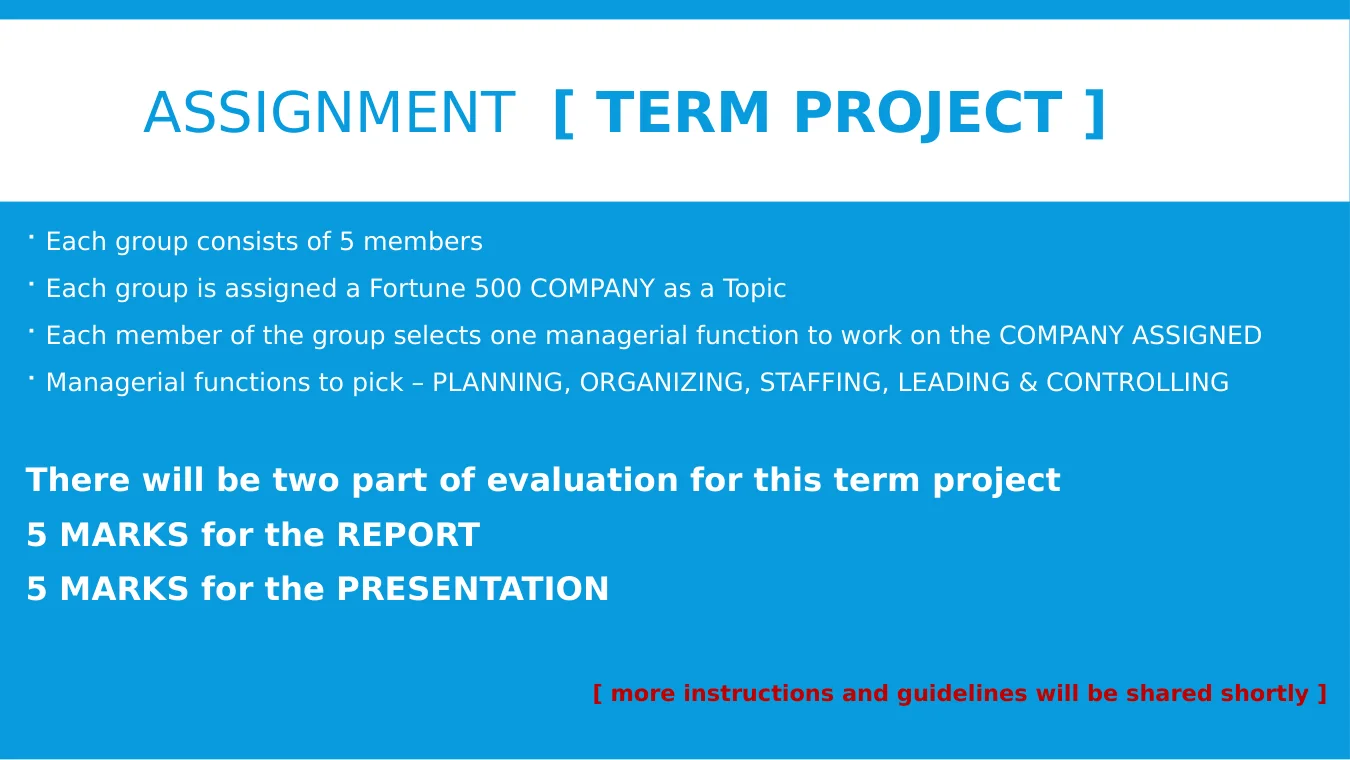 ASSIGNMENT [ TERM PROJECT ]
· Each group consists of 5 members
· Each group is assigned a Fortune 500 COMPANY as a Topic
· Each member of the group selects one managerial function to work on the COMPANY ASSIGNED
· Managerial functions to pick – PLANNING, ORGANIZING, STAFFING, LEADING & CONTROLLING
There will be two part of evaluation for this term project
5 MARKS for the REPORT
5 MARKS for the PRESENTATION
[ more instructions and guidelines will be shared shortly ]